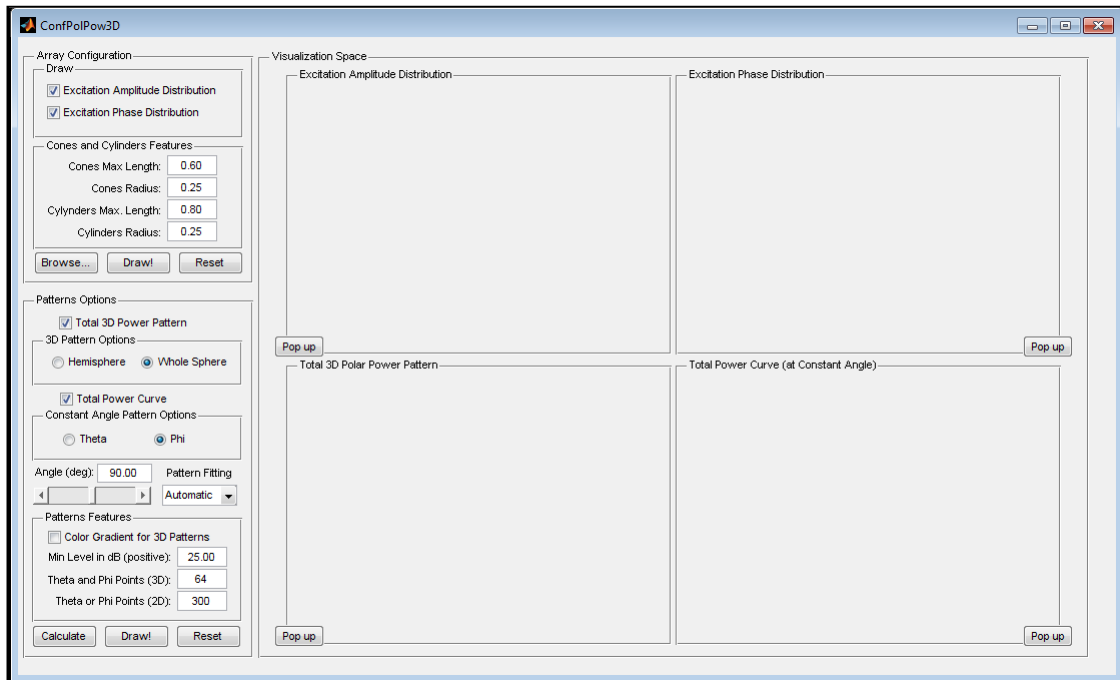 ConfPolPow3D
Array Configuration
Draw
Excitation Amplitude Distribution
Excitation Phase Distribution
Cones and Cylinders Features
Cones Max Length: 0.60
Cones Radius: 0.25
Cylynders Max. Length: 0.80
Cylinders Radius: 0.25
Browse... Draw! Reset
Patterns Options
Total 3D Power Pattern
3D Pattern Options
Hemisphere Whole Sphere
Total Power Curve
Constant Angle Pattern Options
Theta Phi
Angle (deg): 90.00 Pattern Fitting
Automatic
Patterns Features
Color Gradient for 3D Patterns
Min Level in dB (positive): 25.00
Theta and Phi Points (3D): 64
Theta or Phi Points (2D): 300
Calculate Draw! Reset
Visualization Space
Excitation Amplitude Distribution
Pop up
Excitation Phase Distribution
Pop up
Total 3D Polar Power Pattern
Pop up
Total Power Curve (at Constant Angle)
Pop up